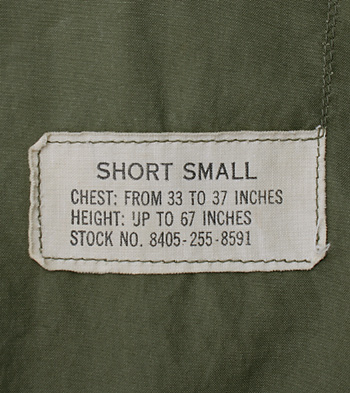 SHORT SMALL
CHEST: FROM 33 TO 37 INCHES
HEIGHT: UP TO 67 INCHES
STOCK NO. 8405-255-8591